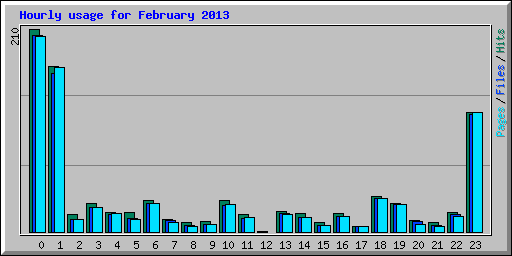 Hourly usage for February 2013
210
Pages/Files/Hits
0 1 2 3 4 5 6 7 8 9 10 11 12 13 14 15 16 17 18 19 20 21 22 23